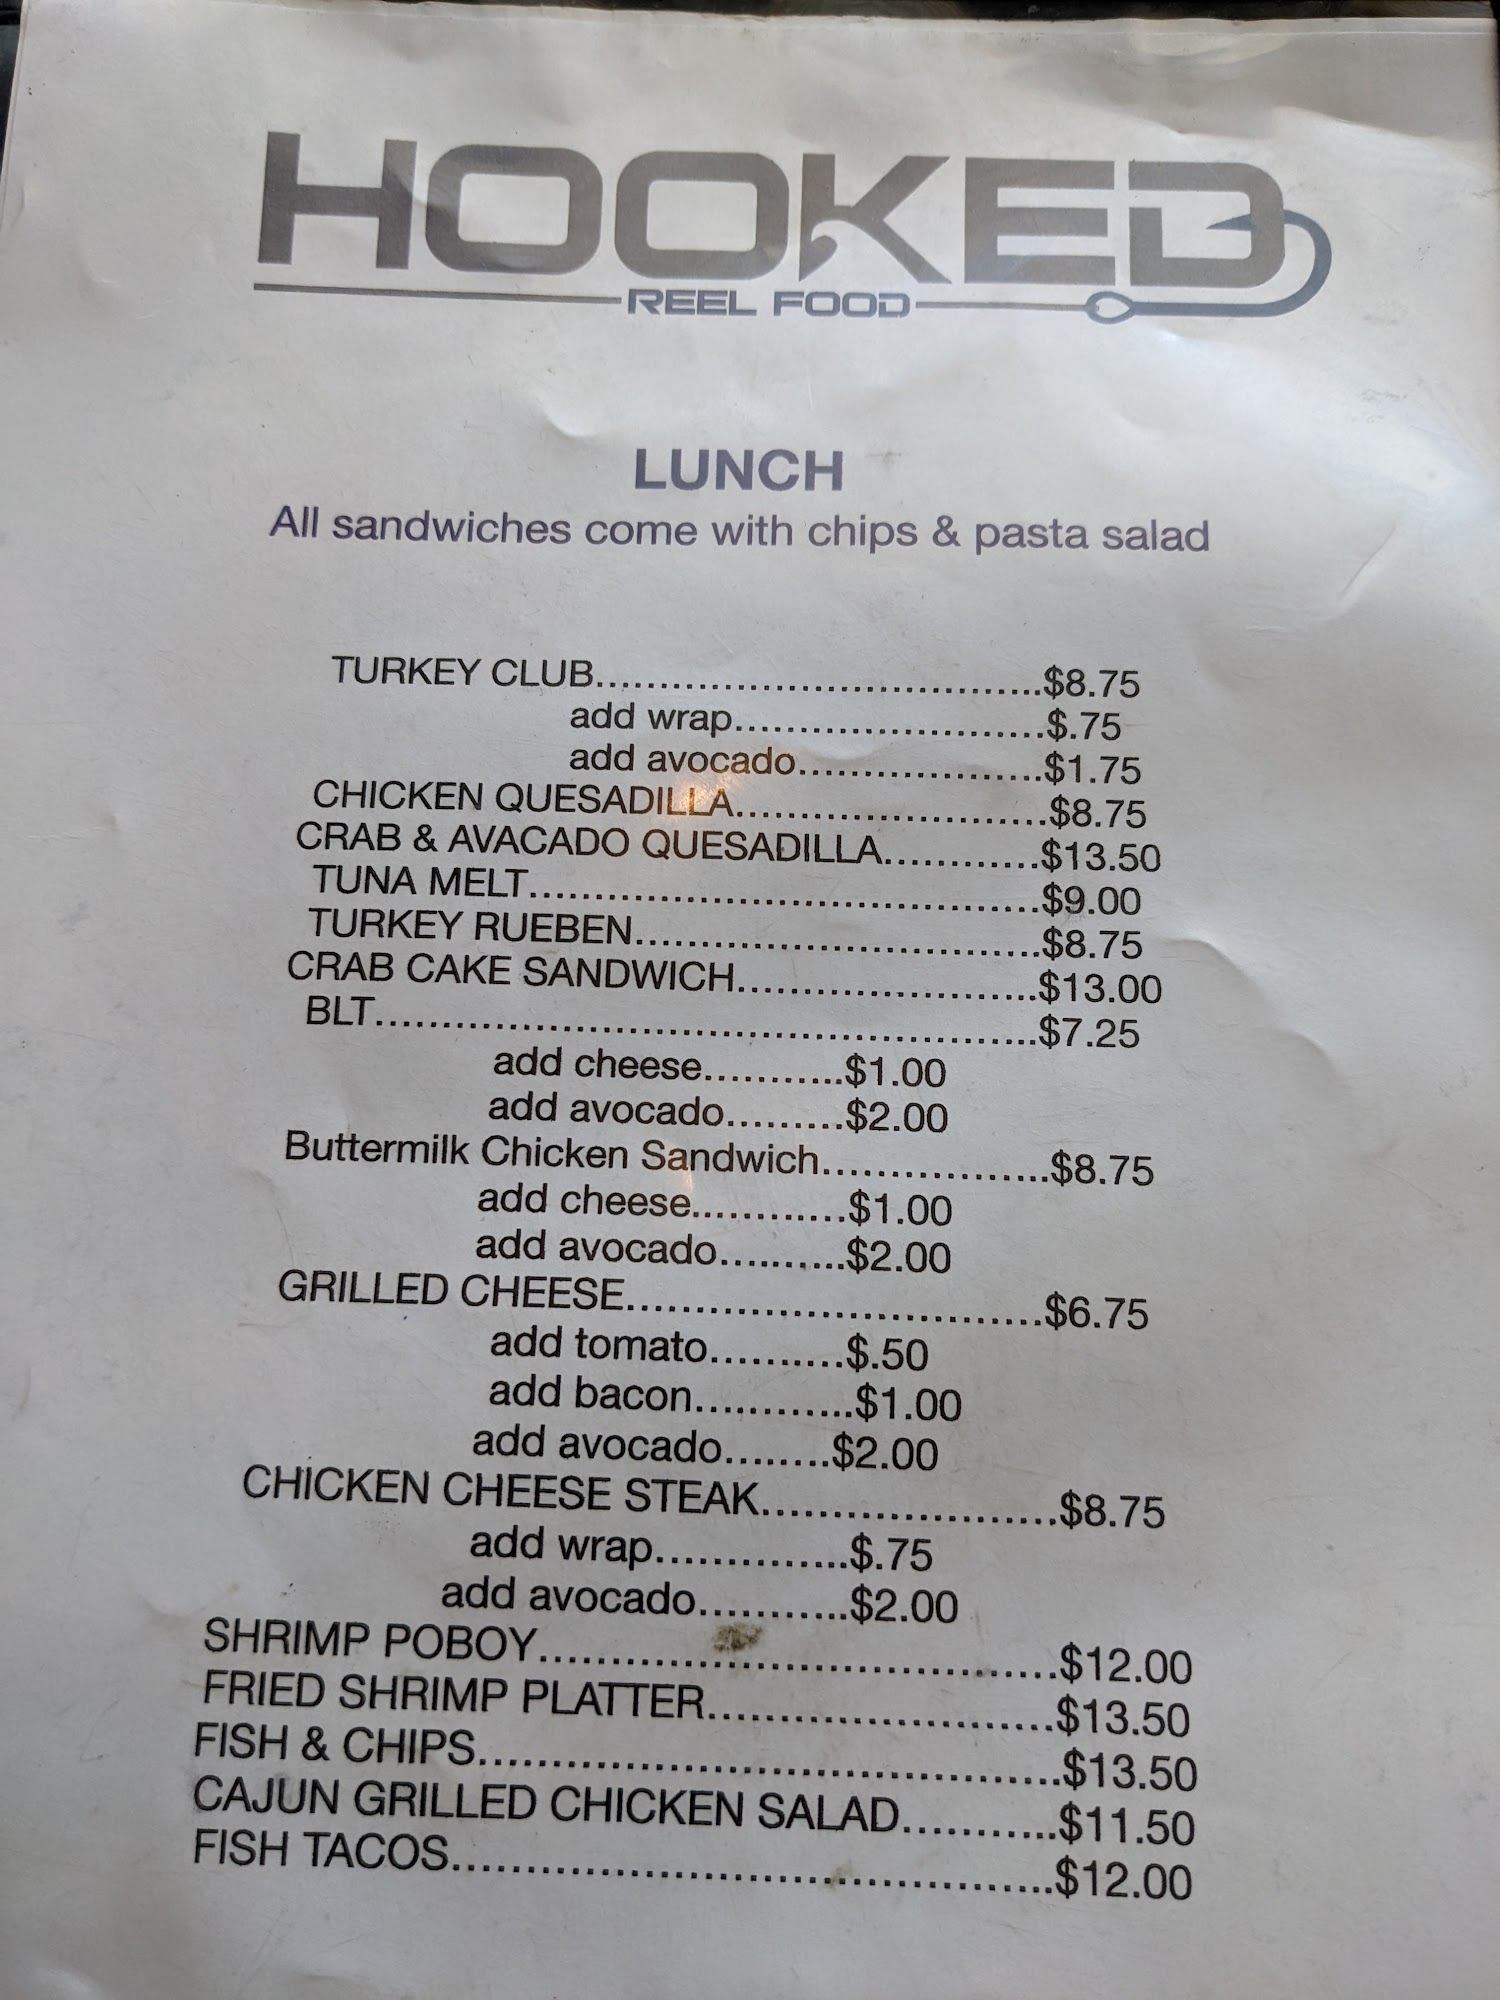 HOOKED
REEL FOOD
LUNCH
All sandwiches come with chips & pasta salad
TURKEY CLUB...................................$8.75
add wrap........................$.75
add avocado...................$1.75
CHICKEN QUESADILLA........................$8.75
CRAB & AVACADO QUESADILLA............$13.50
TUNA MELT........................................$9.00
TURKEY RUEBEN................................$8.75
CRAB CAKE SANDWICH.......................$13.00
BLT...................................................$7.25
add cheese...........$1.00
add avocado.........$2.00
Buttermilk Chicken Sandwich..................$8.75
add cheese............$1.00
add avocado..........$2.00
GRILLED CHEESE...............................$6.75
add tomato..........$.50
add bacon............$1.00
add avocado........$2.00
CHICKEN CHEESE STEAK.....................$8.75
add wrap..............$.75
add avocado...........$2.00
SHRIMP POBOY.....................................$12.00
FRIED SHRIMP PLATTER........................$13.50
FISH & CHIPS........................................$13.50
CAJUN GRILLED CHICKEN SALAD...........$11.50
FISH TACOS.........................................$12.00